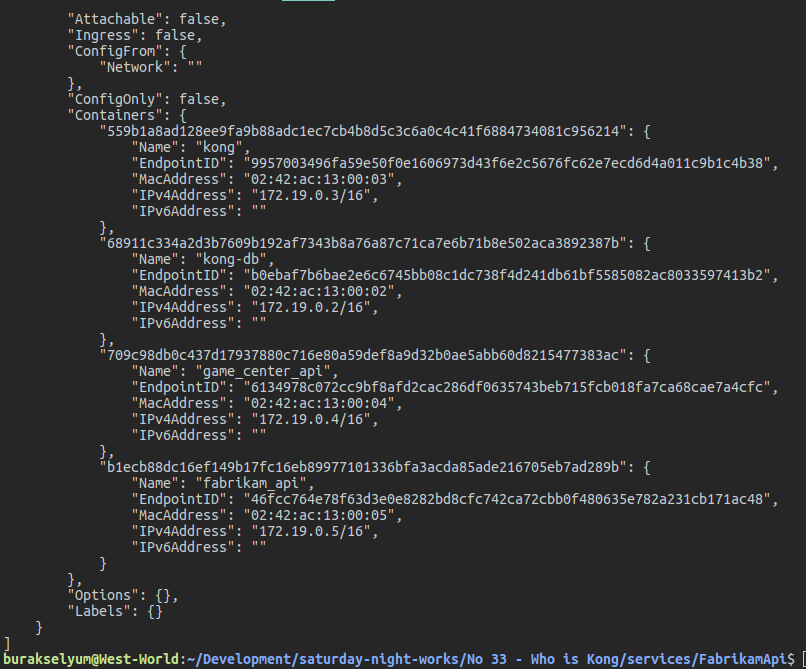 "Attachable": false,
"Ingress": false,
"ConfigFrom": {
"Network": ""
},
"ConfigOnly": false,
"Containers": {
"559b1a8ad128ee9fa9b88adc1ec7cb4b8d5c3c6a0c4c41f6884734081c956214": {
"Name": "kong",
"EndpointID": "9957003496fa59e50f0e1606973d43f6e2c5676fc62e7ecd6d4a011c9b1c4b38",
"MacAddress": "02:42:ac:13:00:03",
"IPv4Address": "172.19.0.3/16",
"IPv6Address": ""
},
"68911c334a2d3b7609b192af7343b8a76a87c71ca7e6b71b8e502aca3892387b": {
"Name": "kong-db",
"EndpointID": "b0ebaf7b6bae2e6c6745bb08c1dc738f4d241db61bf5585082ac8033597413b2",
"MacAddress": "02:42:ac:13:00:02",
"IPv4Address": "172.19.0.2/16",
"IPv6Address": ""
},
"709c98db0c437d17937880c716e80a59def8a9d32b0ae5abb60d8215477383ac": {
"Name": "game_center_api",
"EndpointID": "6134978c072cc9bf8afd2cac286df0635743beb715fcb018fa7ca68cae7a4cfc",
"MacAddress": "02:42:ac:13:00:04",
"IPv4Address": "172.19.0.4/16",
"IPv6Address": ""
},
"b1ecb88dc16ef149b17fc16eb89977101336bfa3acda85ade216705eb7ad289b": {
"Name": "fabrikam_api",
"EndpointID": "46fcc764e78f63d3e0e8282bd8cfc742ca72cbb0f480635e782a231cb171ac48",
"MacAddress": "02:42:ac:13:00:05",
"IPv4Address": "172.19.0.5/16",
"IPv6Address": ""
}
},
"Options": {},
"Labels": {}
}
]
burakselyum@West-World:~/Development/saturday-night-works/No 33 - Who is Kong/services/FabrikamApi$